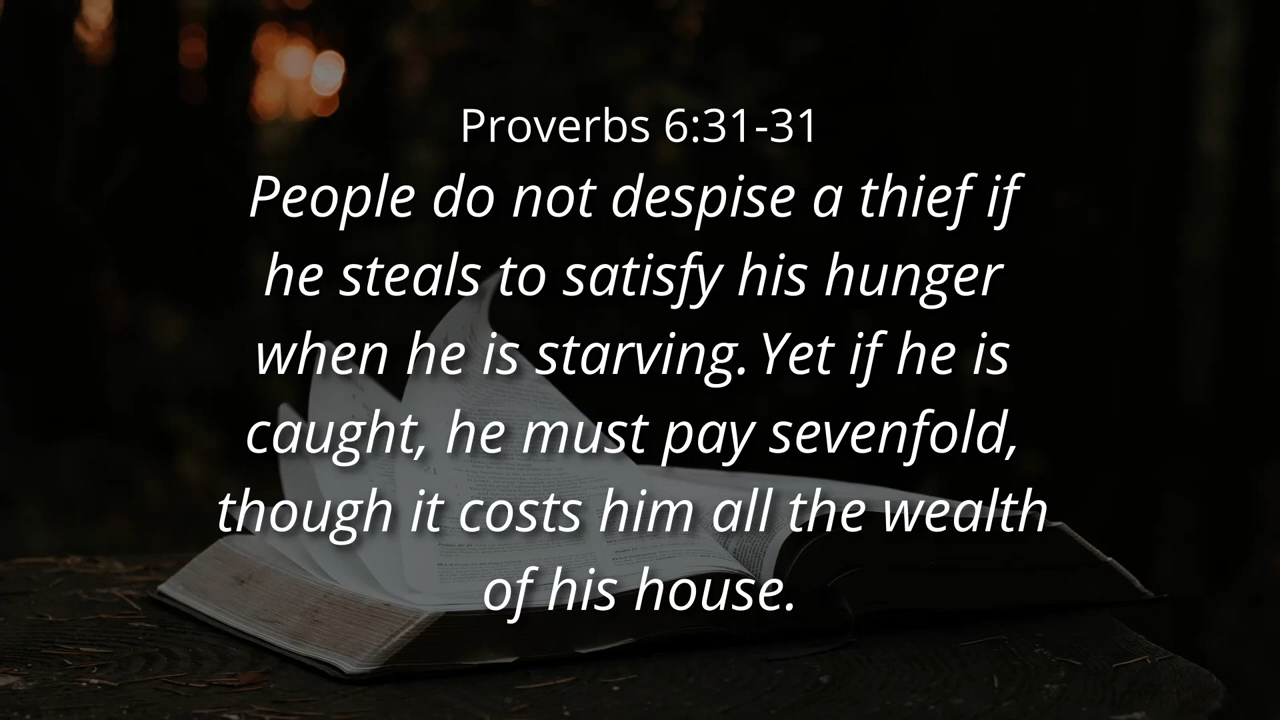 Proverbs 6:31-31
People do not despise a thief if
he steals to satisfy his hunger
when he is starving. Yet if he is
caught, he must pay sevenfold,
though it costs him all the wealth
of his house.